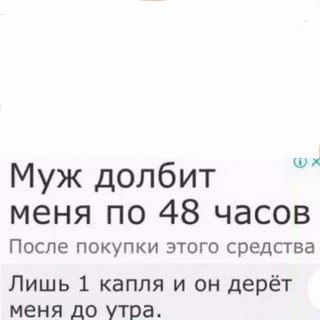 Муж долбит
меня по 48 часов
После покупки этого средства
Лишь 1 капля и он дерёт
меня до утра.